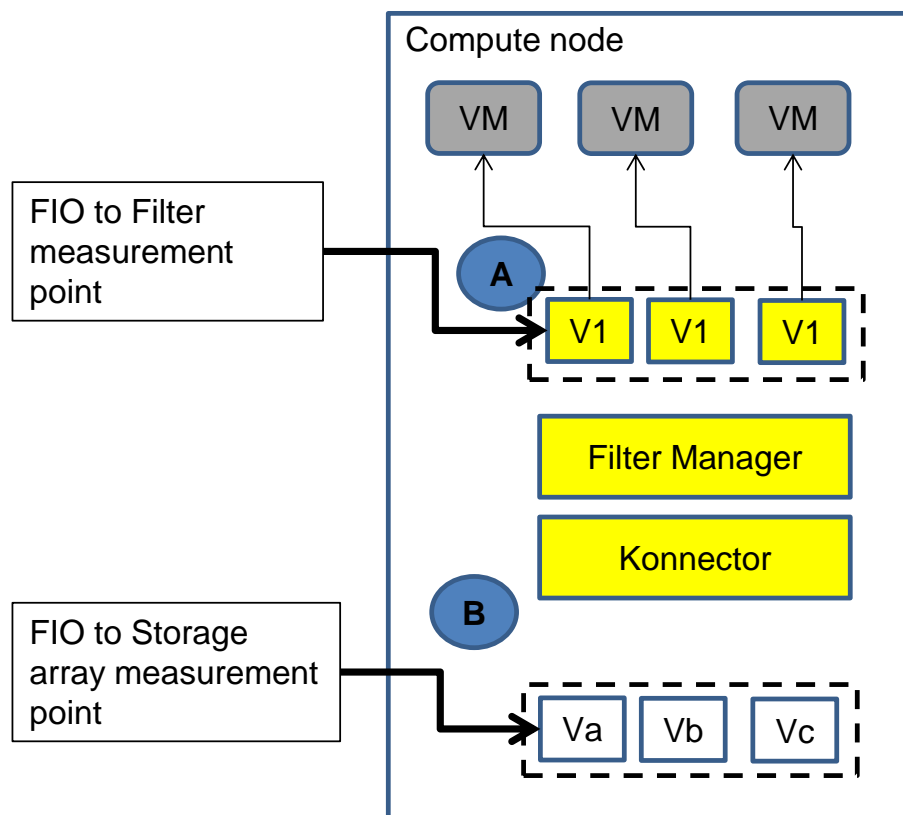 Compute node
VM
VM
VM
FIO to Filter
measurement
point
A
V1
V1
V1
Filter Manager
Konnector
B
FIO to Storage
array measurement
point
Va
Vb
Vc